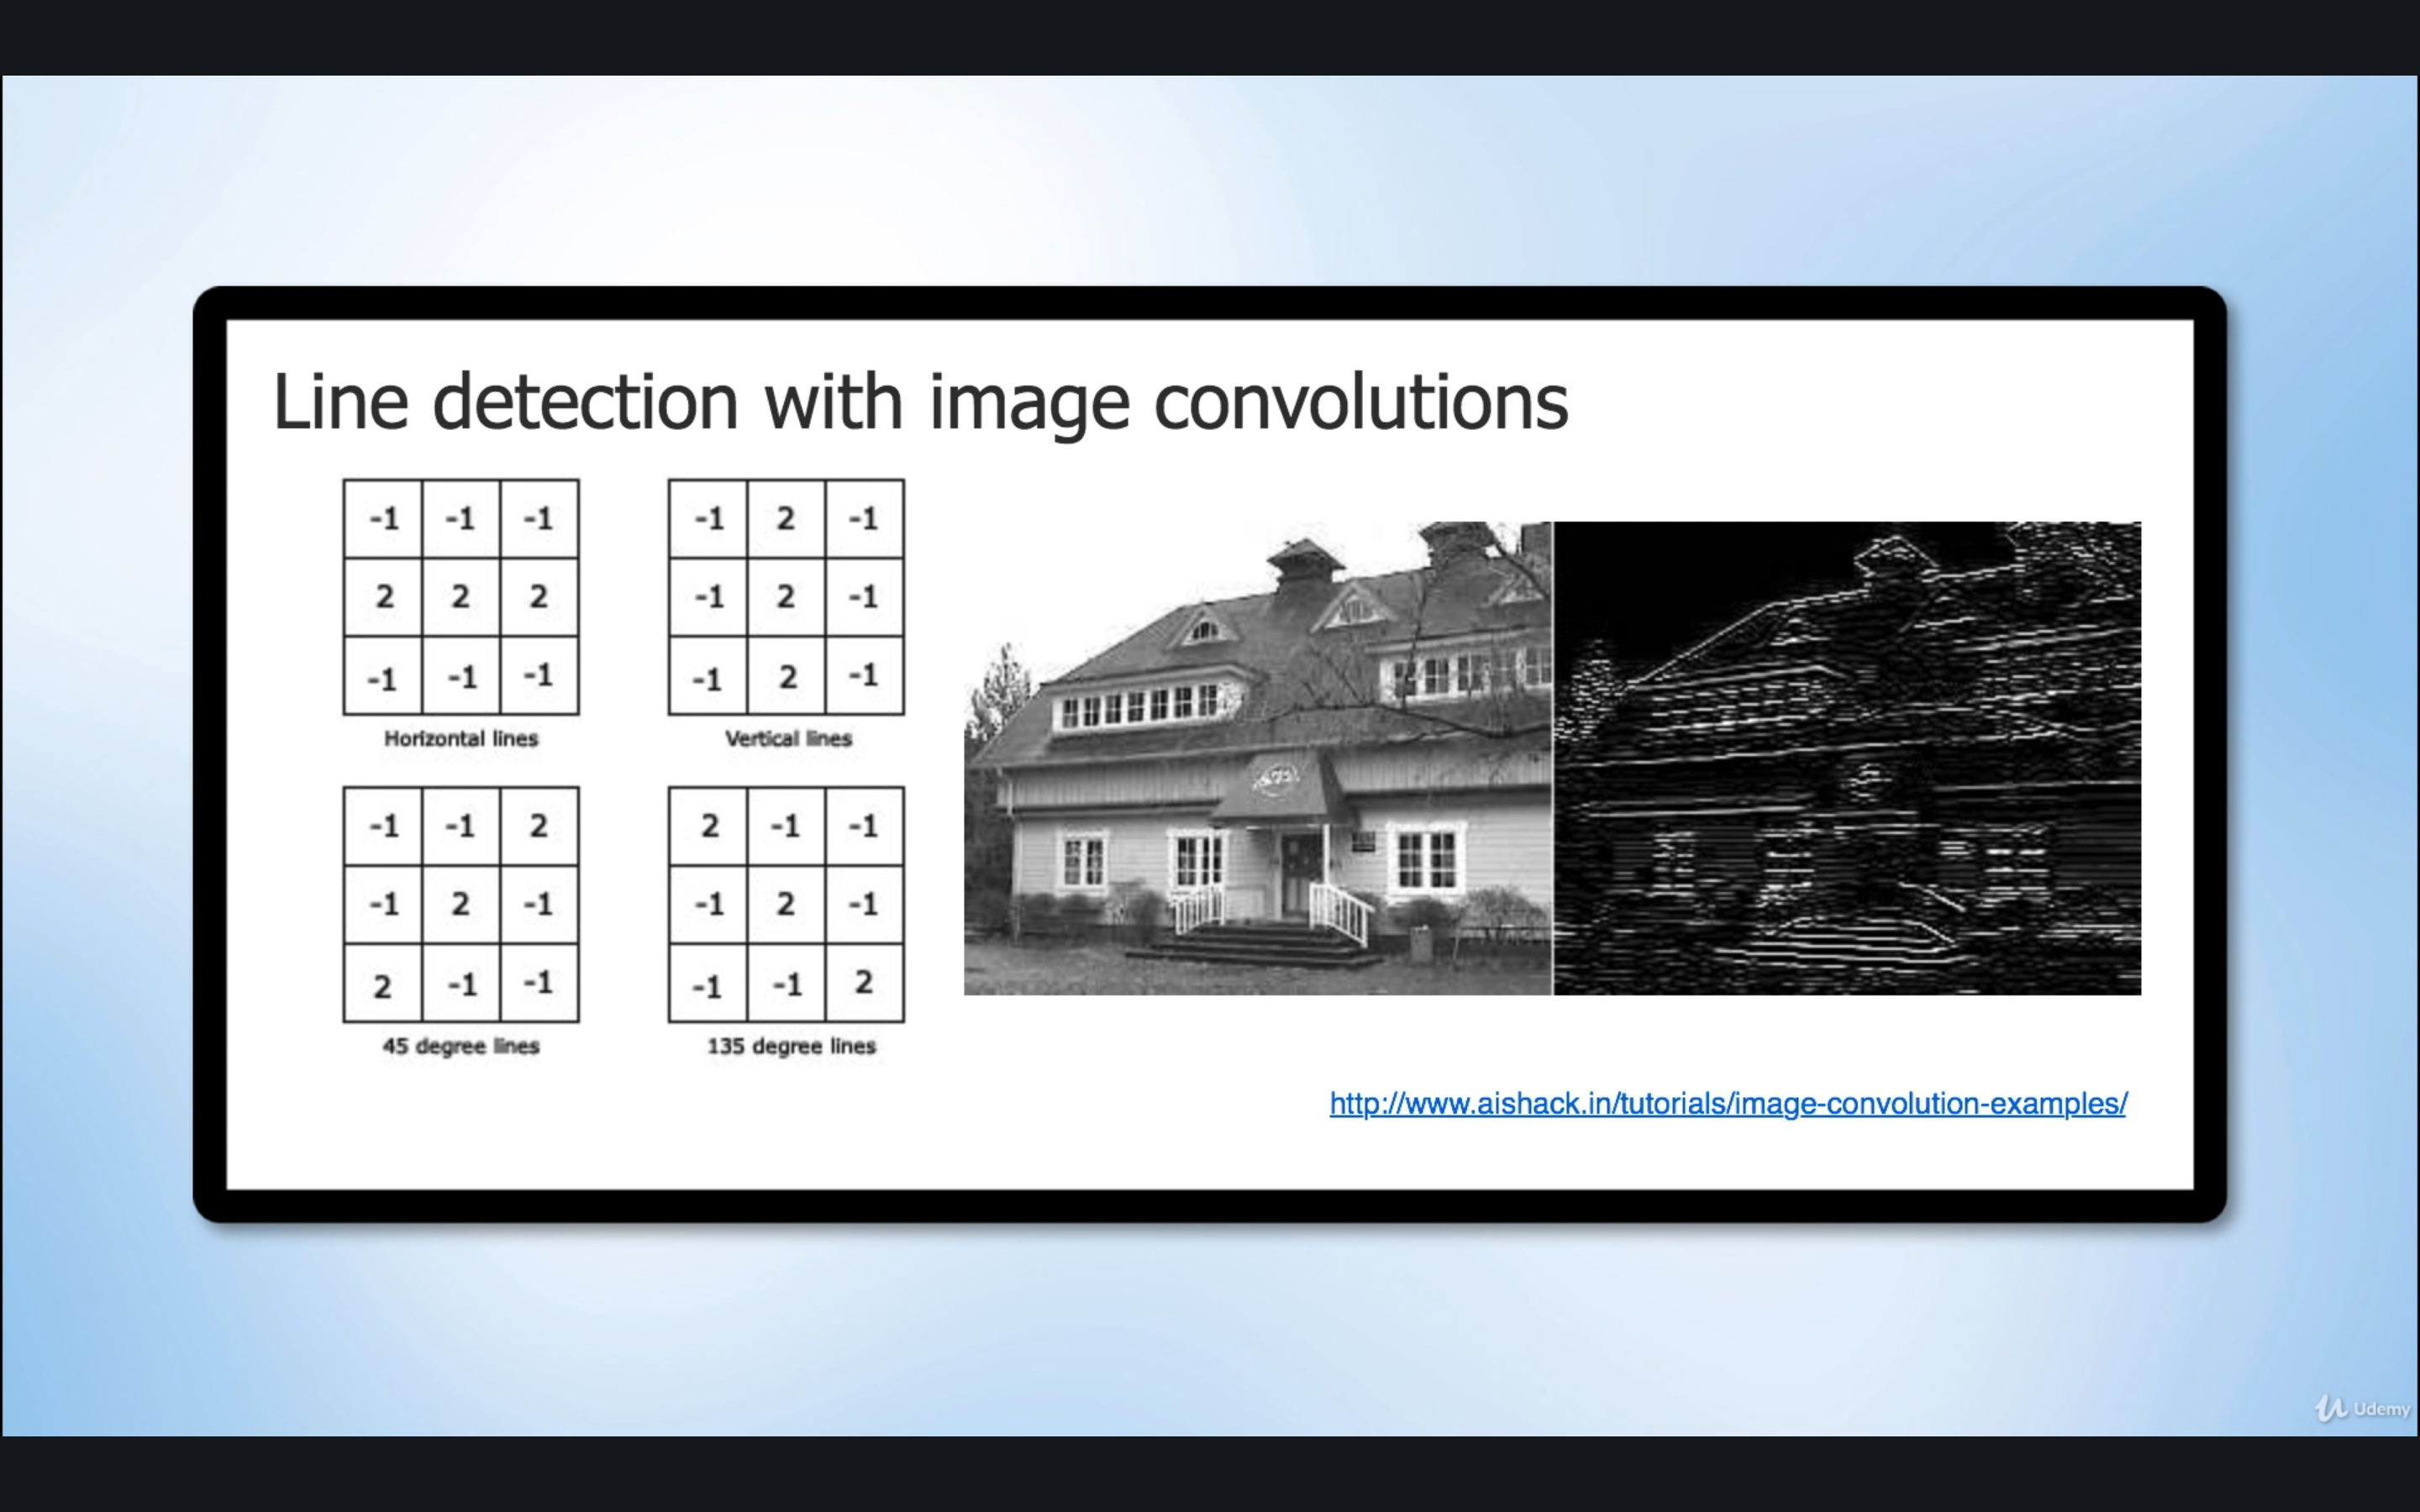 Line detection with image convolutions
-1 -1 -1
2 2 2
-1 -1 -1
Horizontal lines
-1 2 -1
-1 2 -1
-1 2 -1
Vertical lines
-1 -1 2
-1 2 -1
2 -1 -1
45 degree lines
2 -1 -1
-1 2 -1
-1 -1 2
135 degree lines
http://www.aishack.in/tutorials/image-convolution-examples/
Udemy